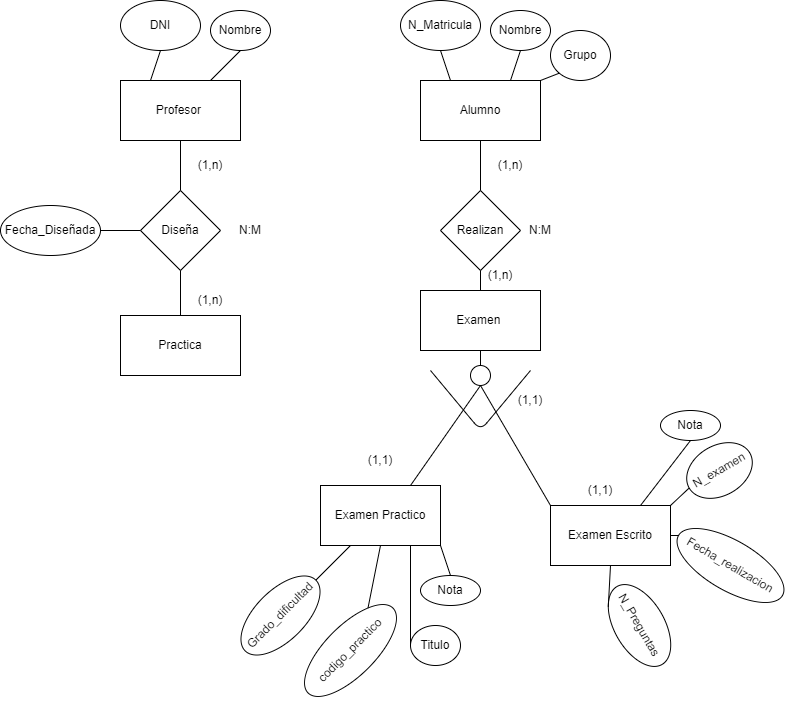 DNI
Nombre
N_Matricula
Nombre
Grupo
Profesor
Alumno
(1,n)
(1,n)
Fecha_Diseñada
Diseña
N:M
Realizan
N:M
(1,n)
(1,n)
Practica
Examen
(1,1)
(1,1)
Nota
N_examen
(1,1)
Examen Practico
Examen Escrito
Fecha_realizacion
Grado_dificultad
Nota
N_Preguntas
codigo_practico
Titulo